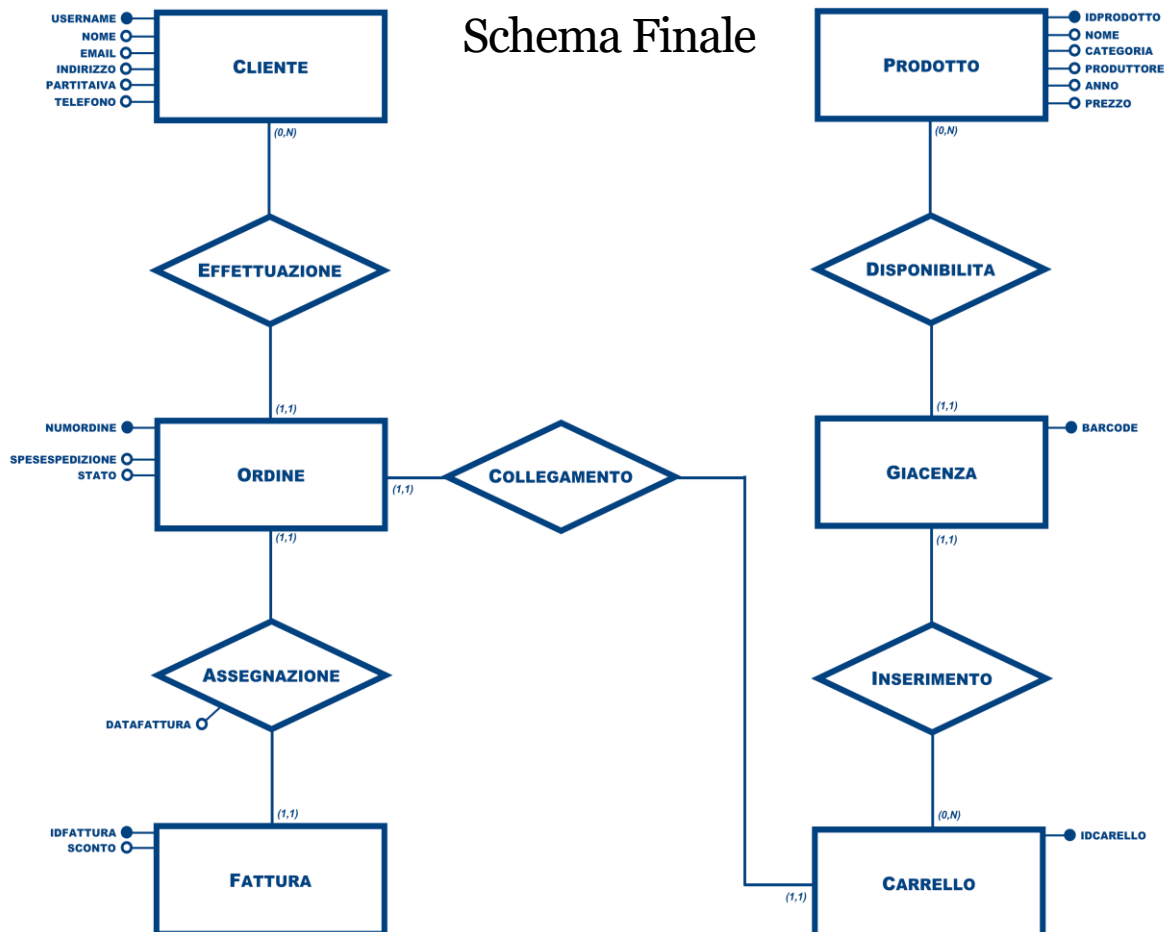 Schema Finale
USERNAME
NOME
EMAIL
INDIRIZZO
PARTITAIVA
TELEFONO
CLIENTE
(0,N)
PRODOTTO
IDPRODOTTO
NOME
CATEGORIA
PRODUTTORE
ANNO
PREZZO
(0,N)
EFFETTUAZIONE
DISPONIBILITA
(1,1)
(1,1)
NUMORDINE
SPESESPEDIZIONE
STATO
ORDINE
(1,1)
COLLEGAMENTO
GIACENZA
BARCODE
(1,1)
(1,1)
ASSEGNAZIONE
DATAFATTURA
INSERIMENTO
(1,1)
(0,N)
IDFATTURA
SCONTO
FATTURA
(1,1)
CARRELLO
IDCARELLO